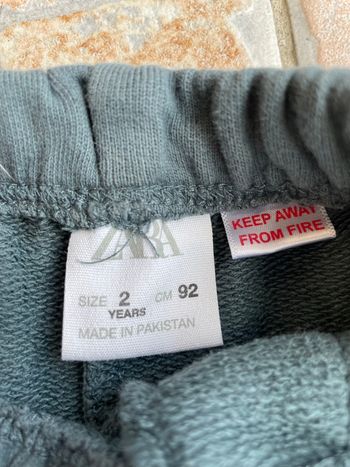 ZARA
SIZE 2 YEARS CM 92
MADE IN PAKISTAN
KEEP AWAY
FROM FIRE